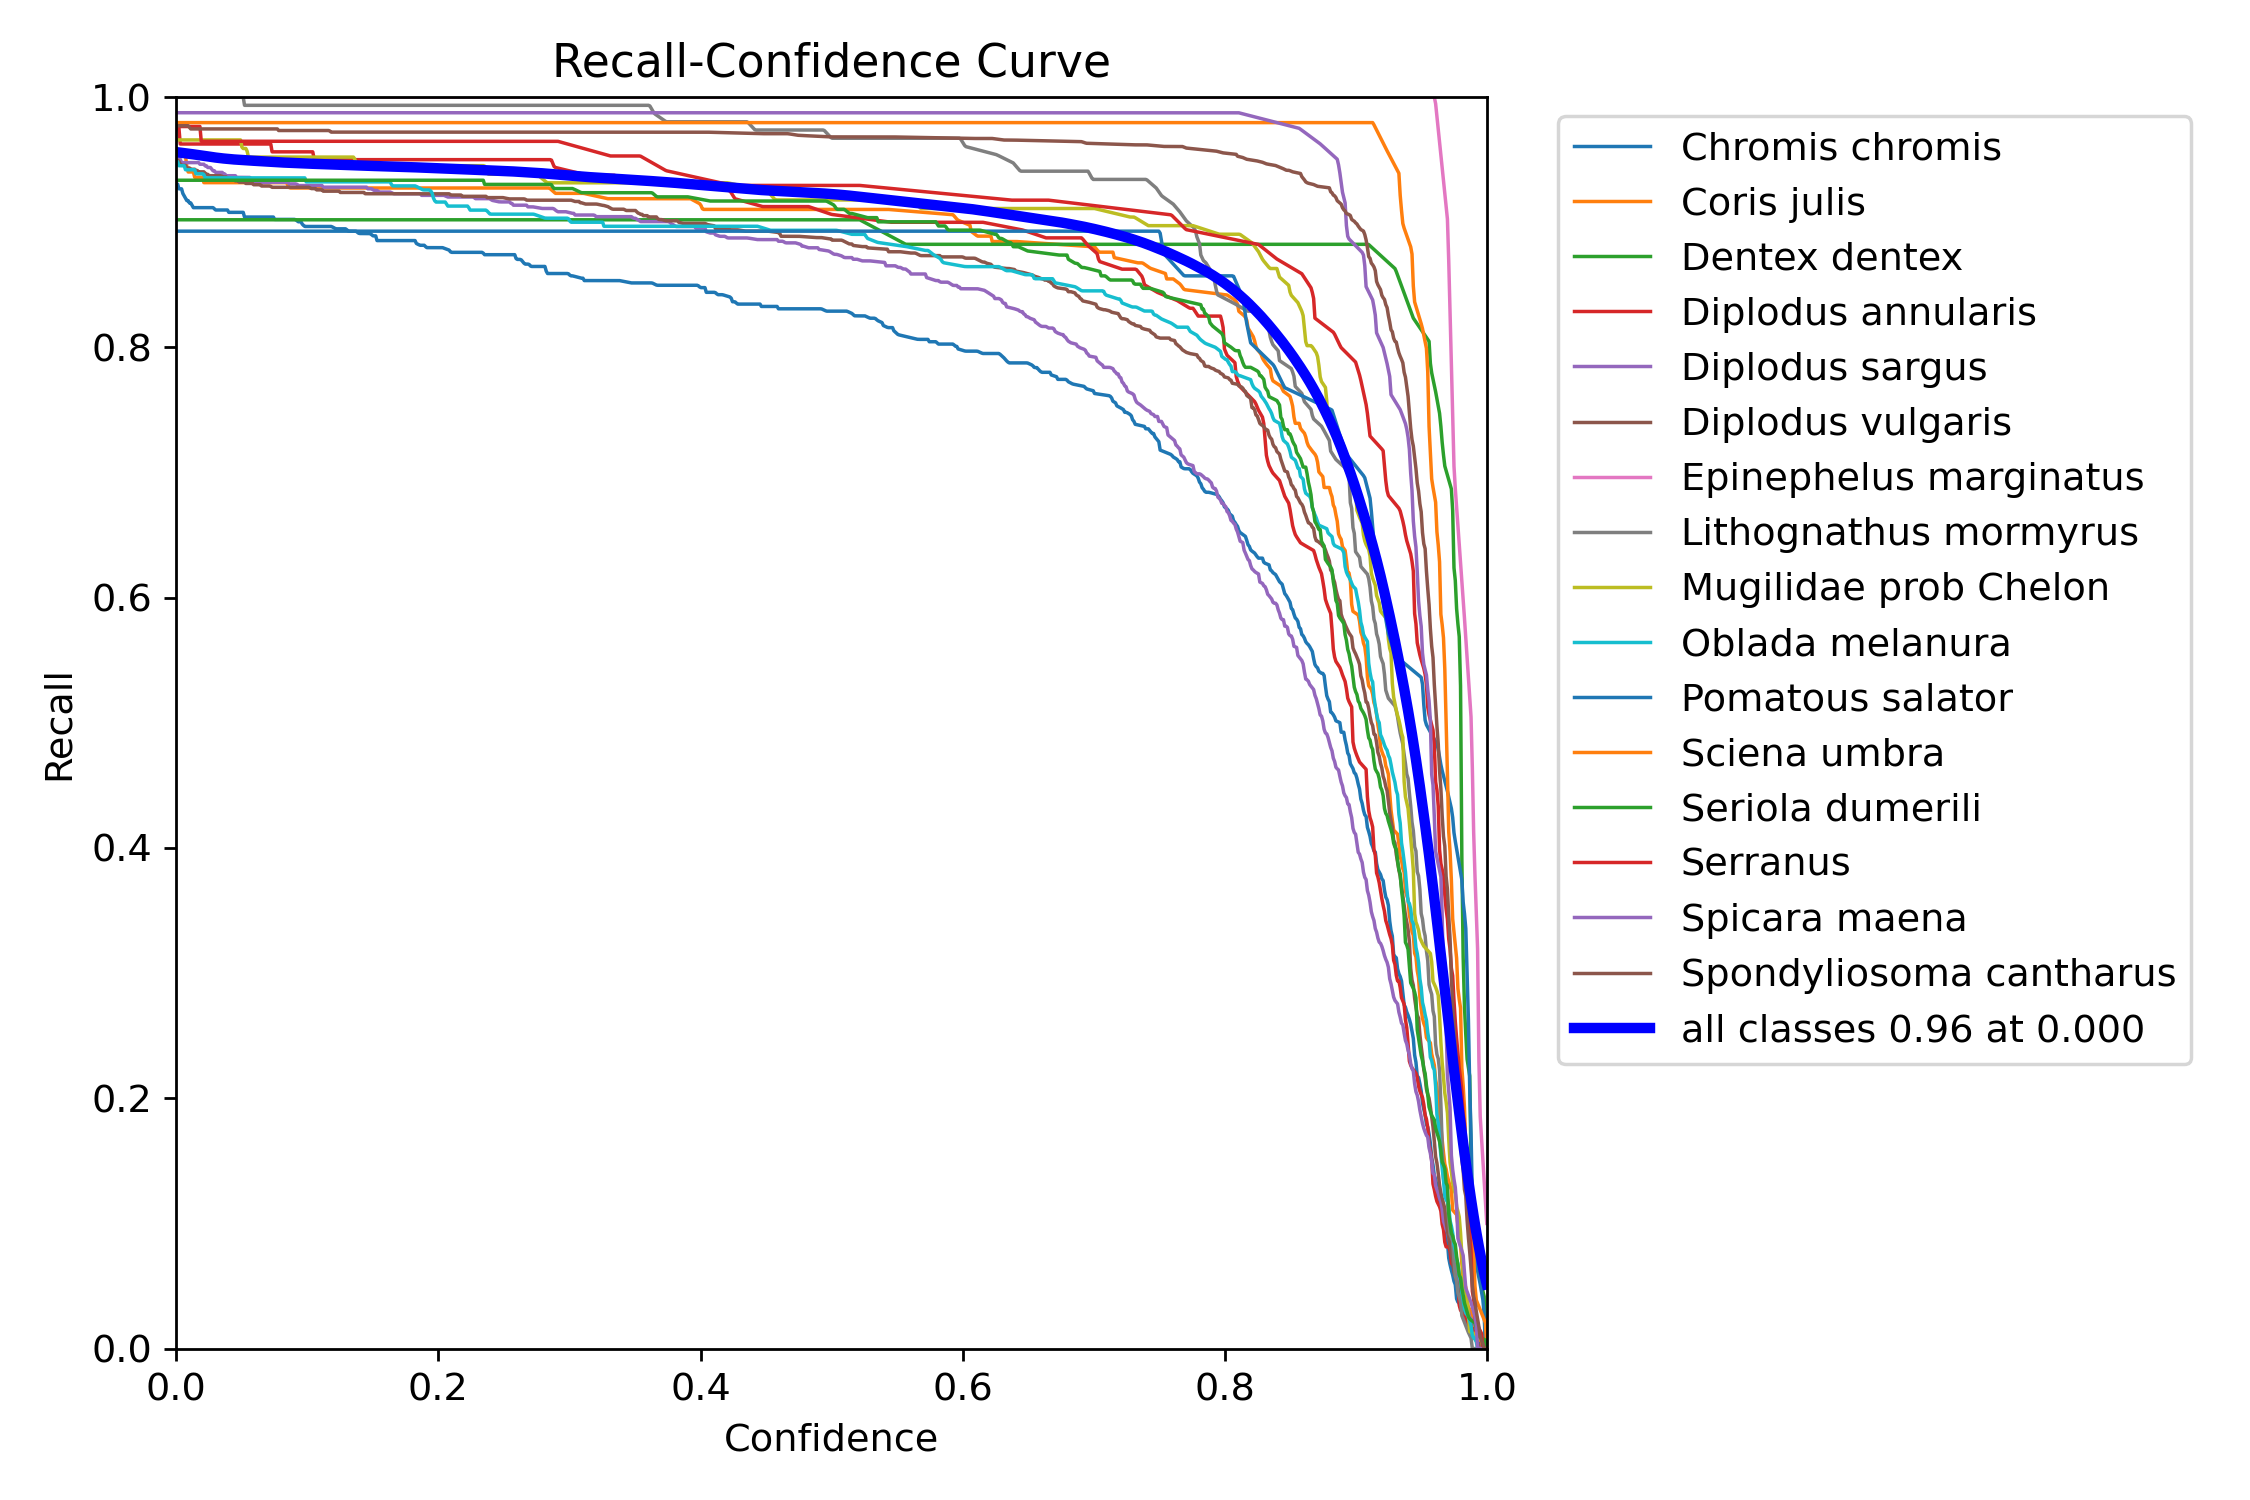 Recall-Confidence Curve
1.0
0.8
0.6
0.4
0.2
0.0
Recall
0.0 0.2 0.4 0.6 0.8 1.0
Confidence
Chromis chromis
Coris julis
Dentex dentex
Diplodus annularis
Diplodus sargus
Diplodus vulgaris
Epinephelus marginatus
Lithognathus mormyrus
Mugilidae prob Chelon
Oblada melanura
Pomatous salator
Sciena umbra
Seriola dumerili
Serranus
Spicara maena
Spondyliosoma cantharus
all classes 0.96 at 0.000